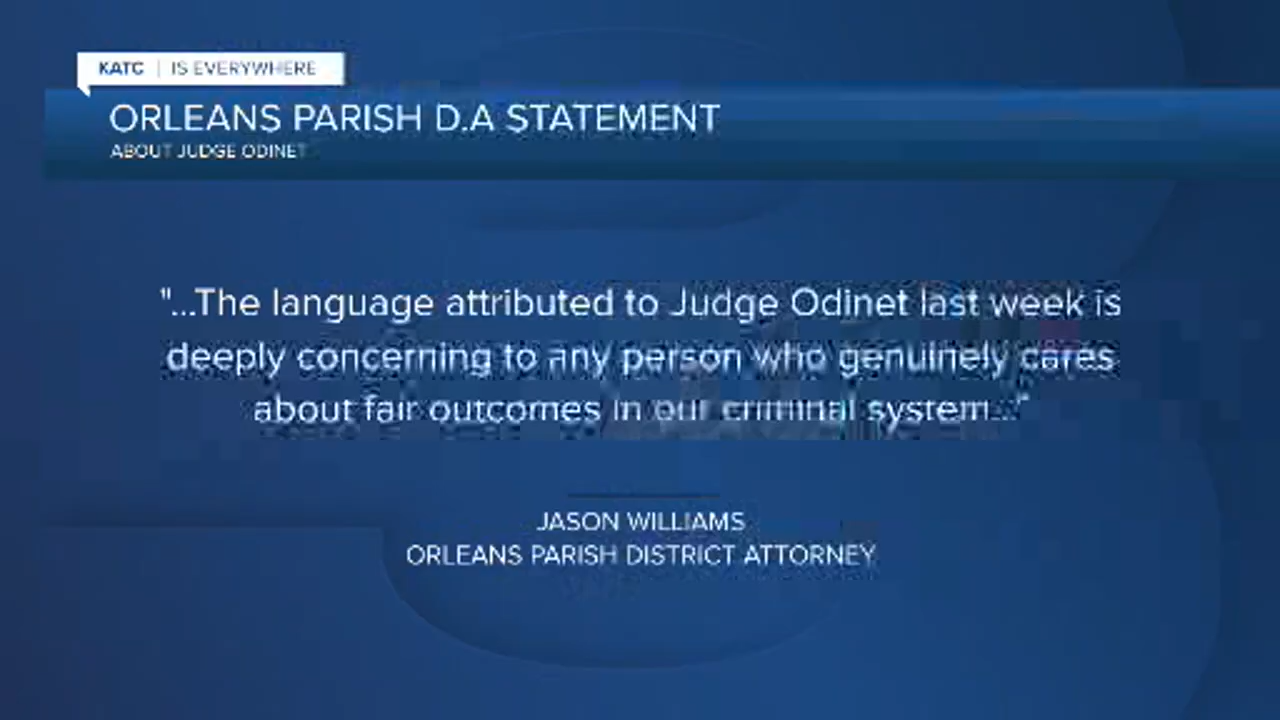 KATC | IS EVERYWHERE
ORLEANS PARISH D.A STATEMENT
ABOUT JUDGE ODINET
"...The language attributed to Judge Odinet last week is
deeply concerning to any person who genuinely cares
about fair outcomes in our criminal system..."
JASON WILLIAMS
ORLEANS PARISH DISTRICT ATTORNEY